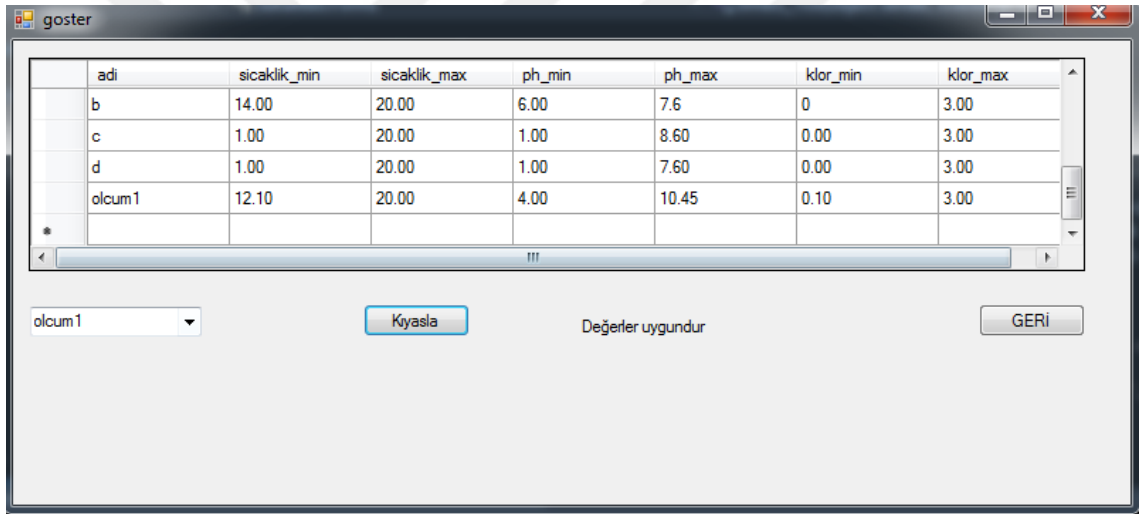 goster
adi sicaklik_min sicaklik_max ph_min ph_max klor_min klor_max
b 14.00 20.00 6.00 7.6 0 3.00
c 1.00 20.00 1.00 8.60 0.00 3.00
d 1.00 20.00 1.00 7.60 0.00 3.00
olcum1 12.10 20.00 4.00 10.45 0.10 3.00
olcum1 Kıyasla Değerler uygundur GERİ